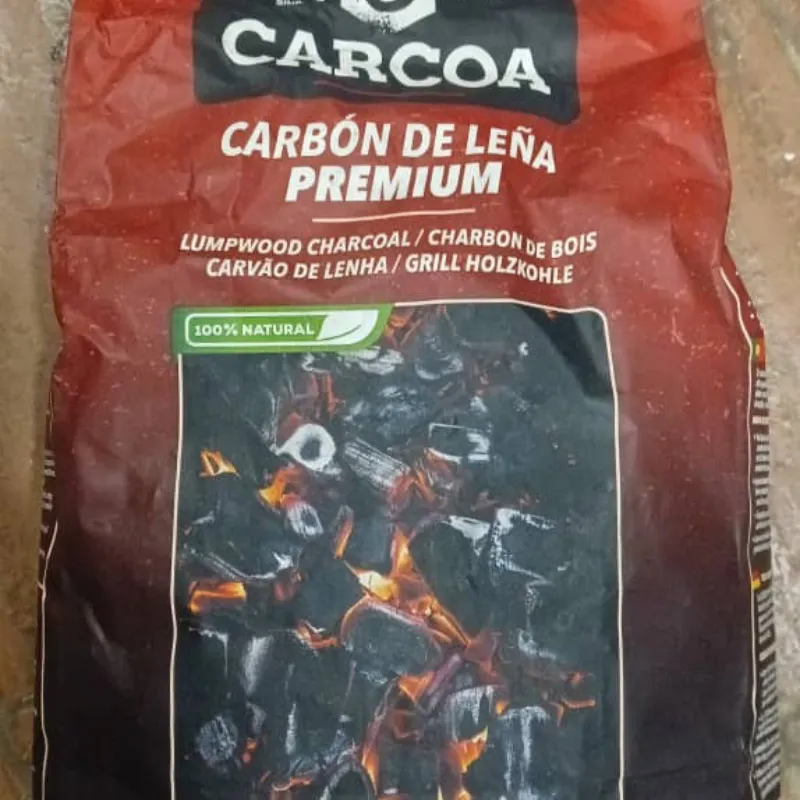 CARCOA
CARBÓN DE LEÑA
PREMIUM
LUMPWOOD CHARCOAL / CHARBON DE BOIS
CARVÃO DE LENHA / GRILL HOLZKOHLE
100% NATURAL